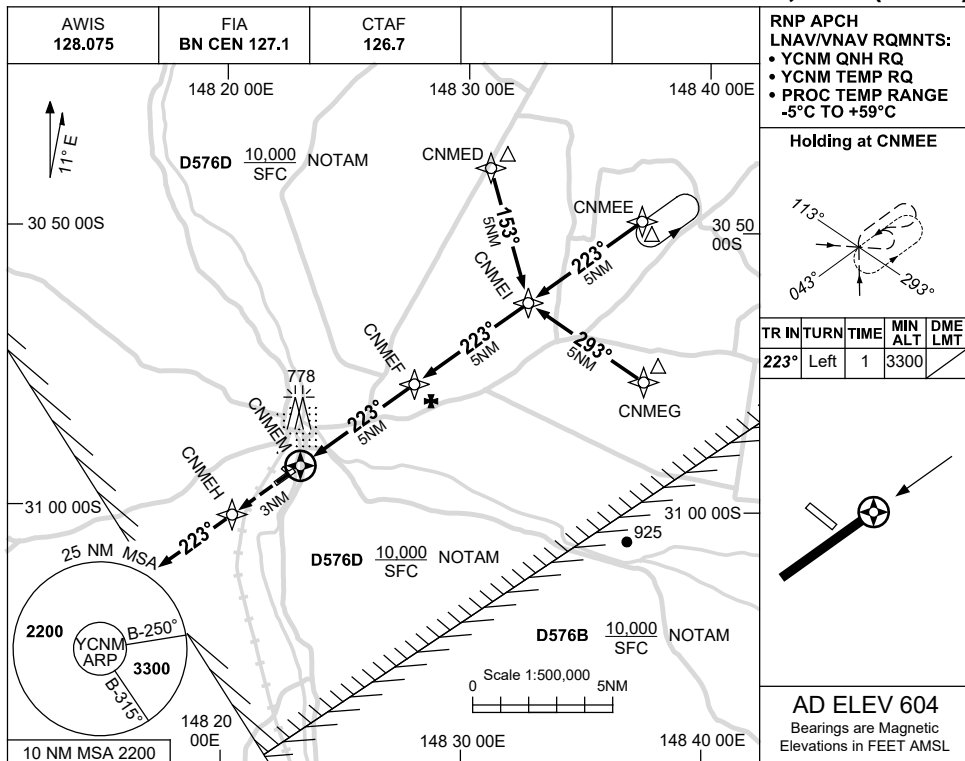 AWIS
128.075
FIA
BN CEN 127.1
CTAF
126.7
RNP APCH
LNAV/VNAV RQMNTS:
• YCNM QNH RQ
• YCNM TEMP RQ
• PROC TEMP RANGE
-5°C TO +59°C
148 20 00E
148 30 00E
148 40 00E
11° E
D576D 10,000 NOTAM
SFC
CNMED
CNMEE
30 50 00S
30 50
00S
153°
5NM
223°
5NM
CNMEI
223°
5NM
293°
5NM
CNMEF
CNMEG
778
223°
5NM
CNMEM
CNMEH
3NM
223°
31 00 00S
31 00 00S
925
25 NM MSA
2200
B-250°
YCNM
ARP
3300
B-315°
10 NM MSA 2200
D576D 10,000 NOTAM
SFC
D576B 10,000 NOTAM
SFC
Scale 1:500,000
0 5NM
148 20
00E
148 30 00E
148 40 00E
Holding at CNMEE
113°
043°
293°
TR IN TURN TIME MIN ALT DME LMT
223° Left 1 3300
AD ELEV 604
Bearings are Magnetic
Elevations in FEET AMSL